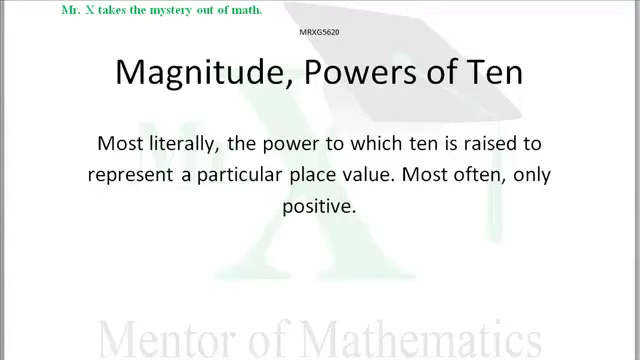 Mr. X takes the mystery out of math.
MRXG5620
Magnitude, Powers of Ten
Most literally, the power to which ten is raised to
represent a particular place value. Most often, only
positive.
Mr
X
Mentor of Mathematics